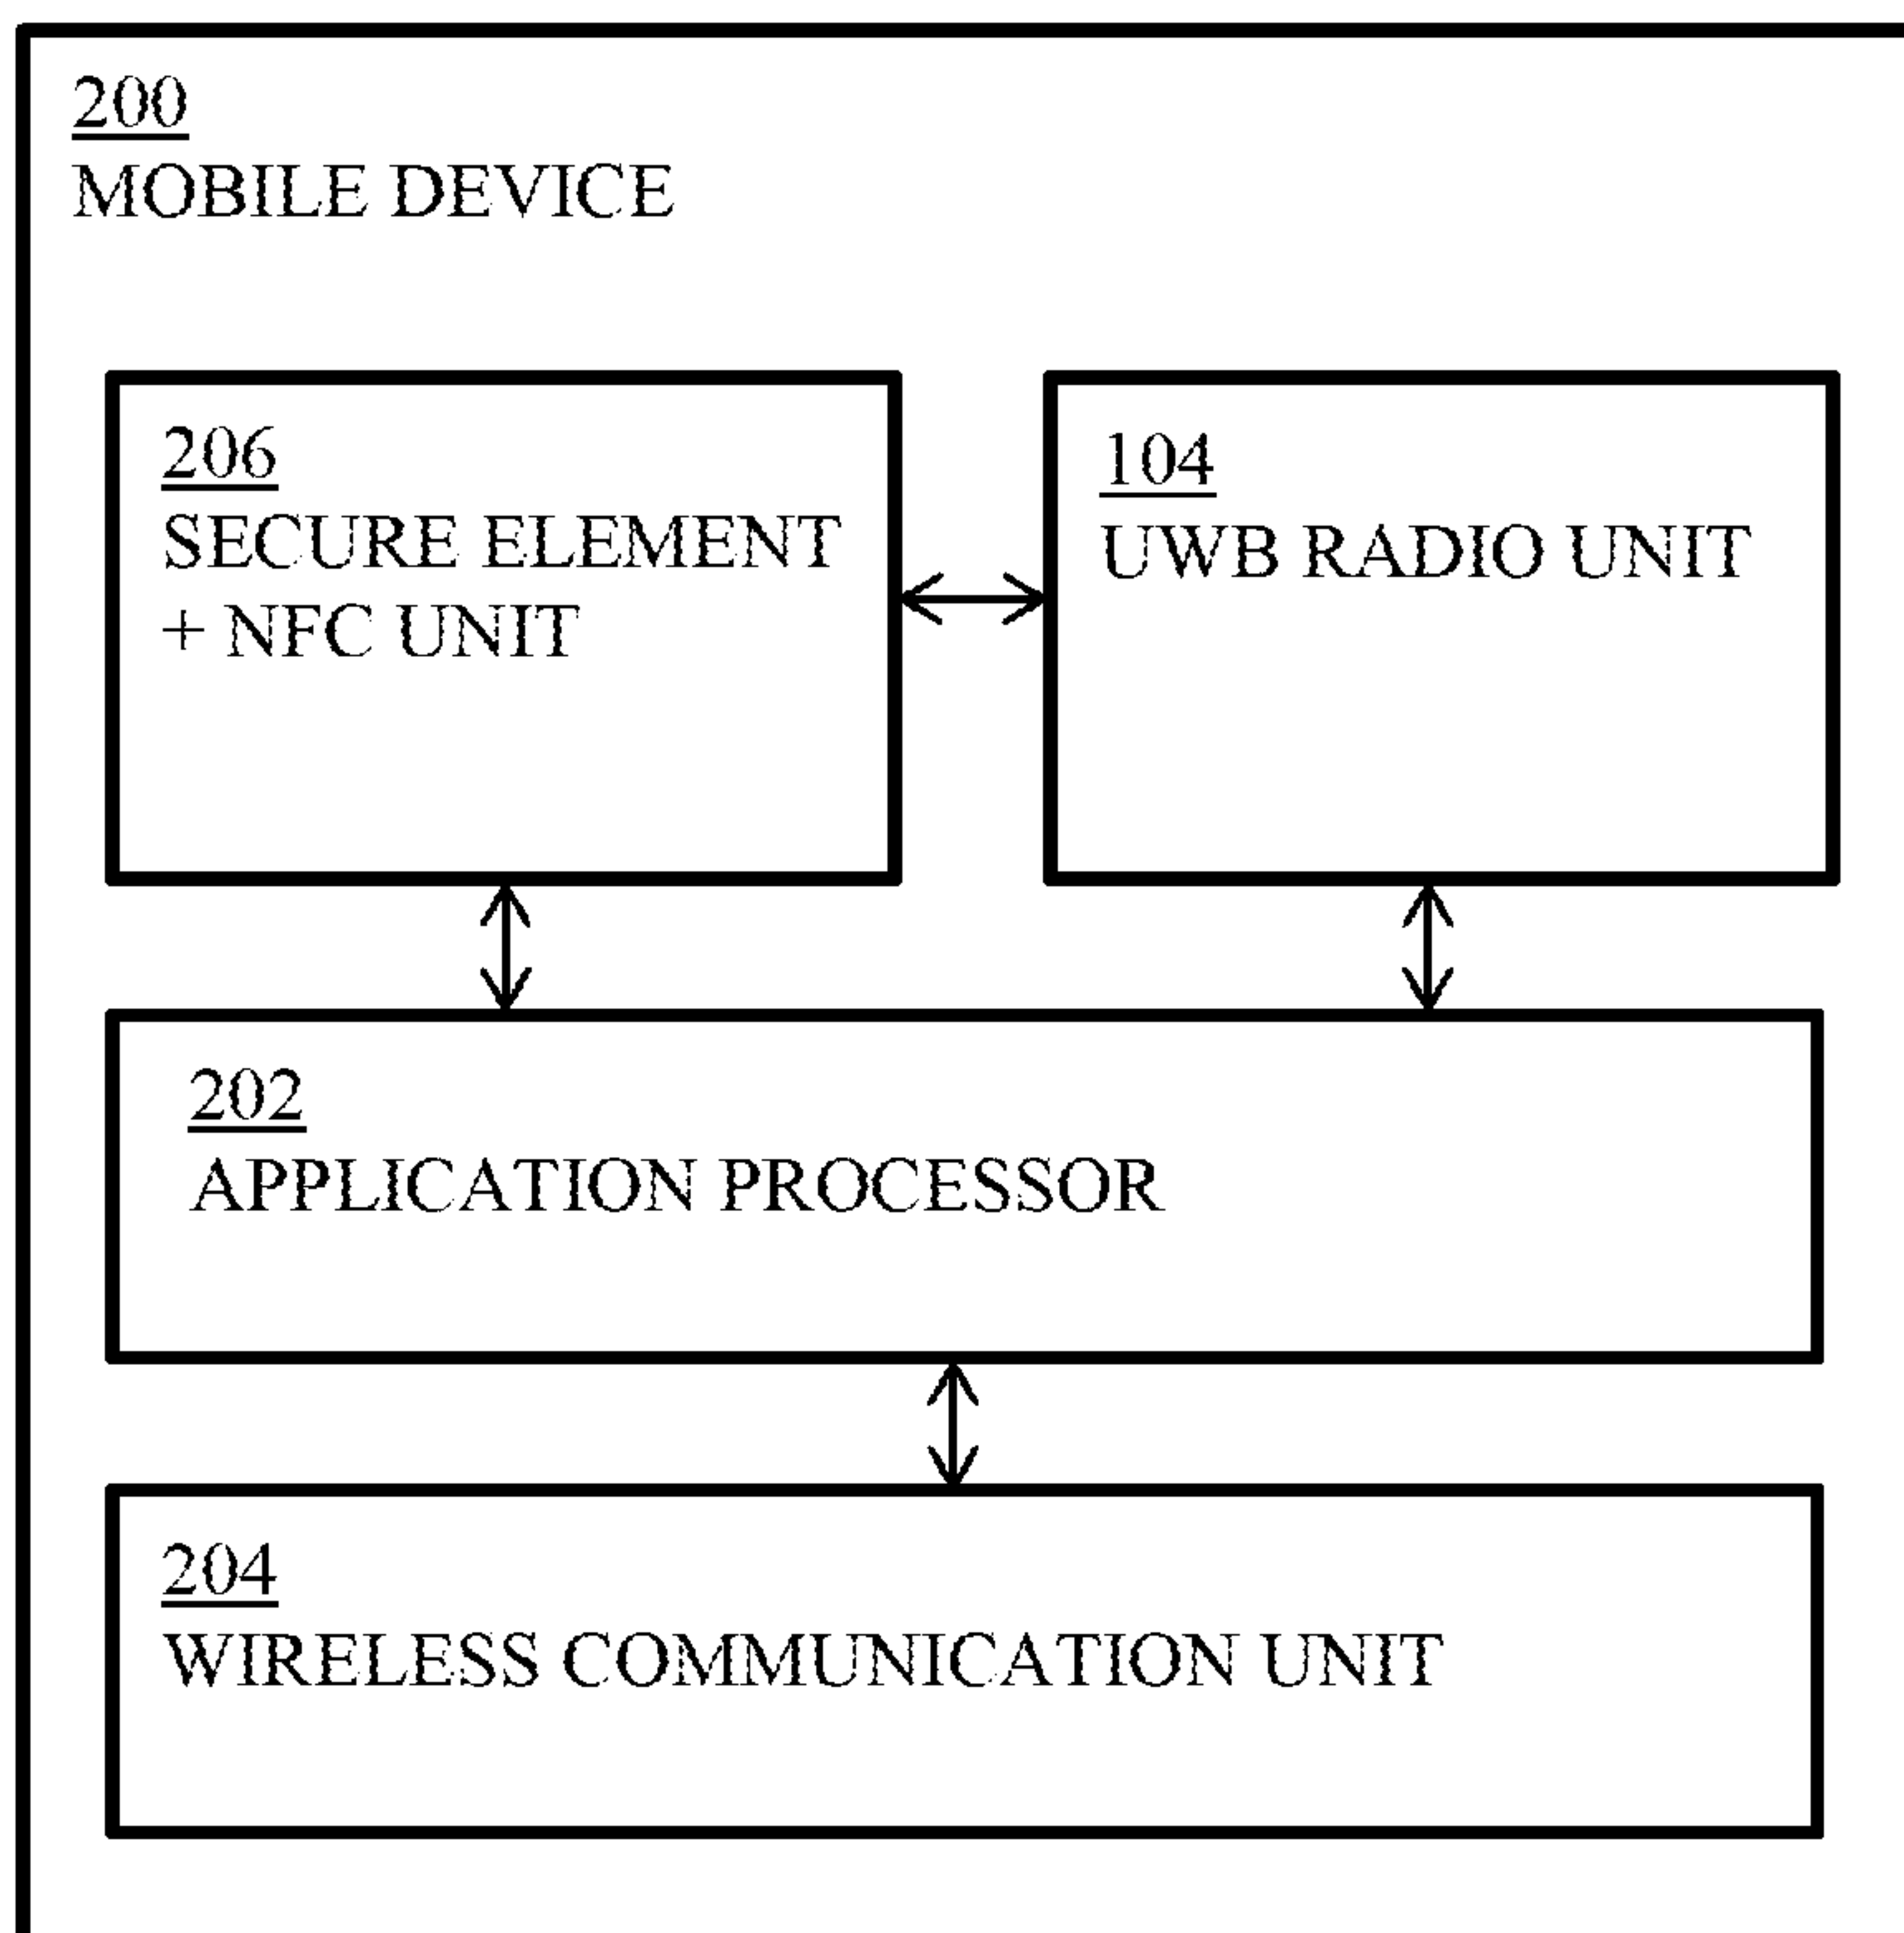 200
MOBILE DEVICE
206
SECURE ELEMENT
+ NFC UNIT
104
UWB RADIO UNIT
202
APPLICATION PROCESSOR
204
WIRELESS COMMUNICATION UNIT